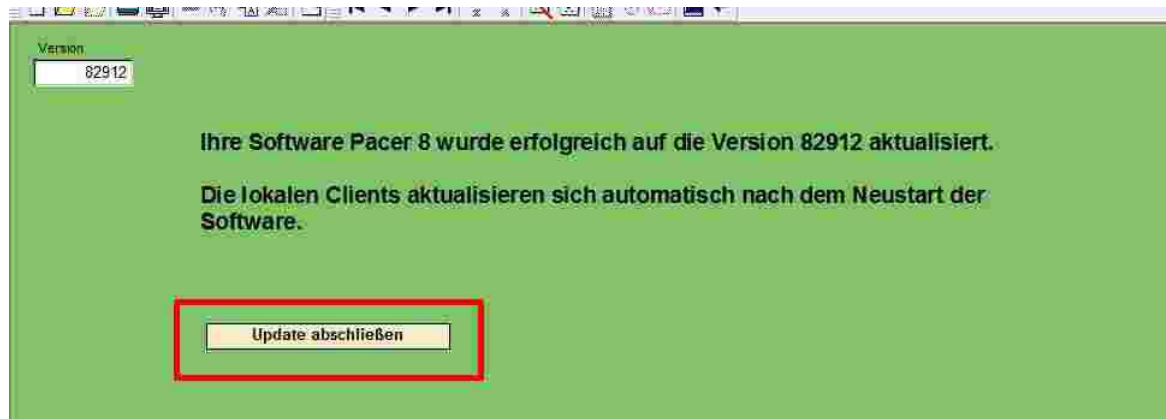 Version
82912
Ihre Software Pacer 8 wurde erfolgreich auf die Version 82912 aktualisiert.
Die lokalen Clients aktualisieren sich automatisch nach dem Neustart der
Software.
Update abschließen